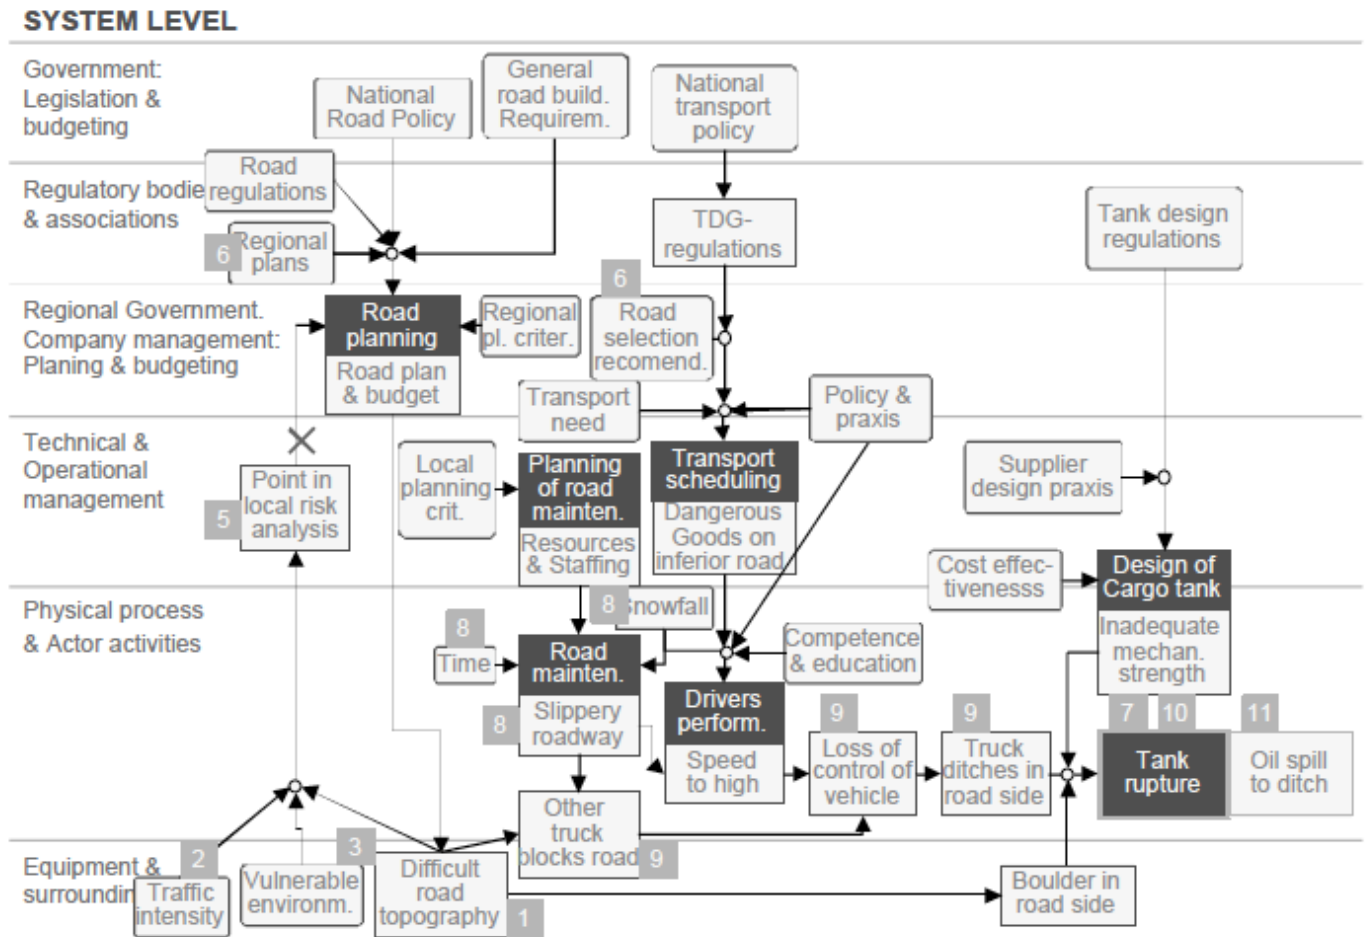 SYSTEM LEVEL
Government:
Legislation &
budgeting
National
Road Policy
General
road build.
Requirem.
National
transport
policy
Road
regulations
Regulatory bodie
& associations
6
Regional
plans
TDG-
regulations
Tank design
regulations
Regional Government.
Company management:
Planing & budgeting
Road
planning
Road plan
& budget
Regional
pl. criter.
6
Road
selection
recomend.
Transport
need
Policy &
praxis
Technical &
Operational
management
5
Point in
local risk
analysis
Local
planning
crit.
Planning
of road
mainten.
Resources
& Staffing
Transport
scheduling
Dangerous
Goods on
inferior road
Supplier
design praxis
Cost effec-
tivenesss
Design of
Cargo tank
Inadequate
mechan.
strength
Physical process
& Actor activities
8
Snowfall
8
Time
Road
mainten.
8
Slippery
roadway
Competence
& education
Drivers
perform.
Speed
to high
9
Loss of
control of
vehicle
9
Truck
ditches in
road side
7
10
Tank
rupture
11
Oil spill
to ditch
Other
truck
blocks road
9
Equipment &
surroundin
2
Traffic
intensity
Vulnerable
environm.
3
Difficult
road
topography
1
Boulder in
road side